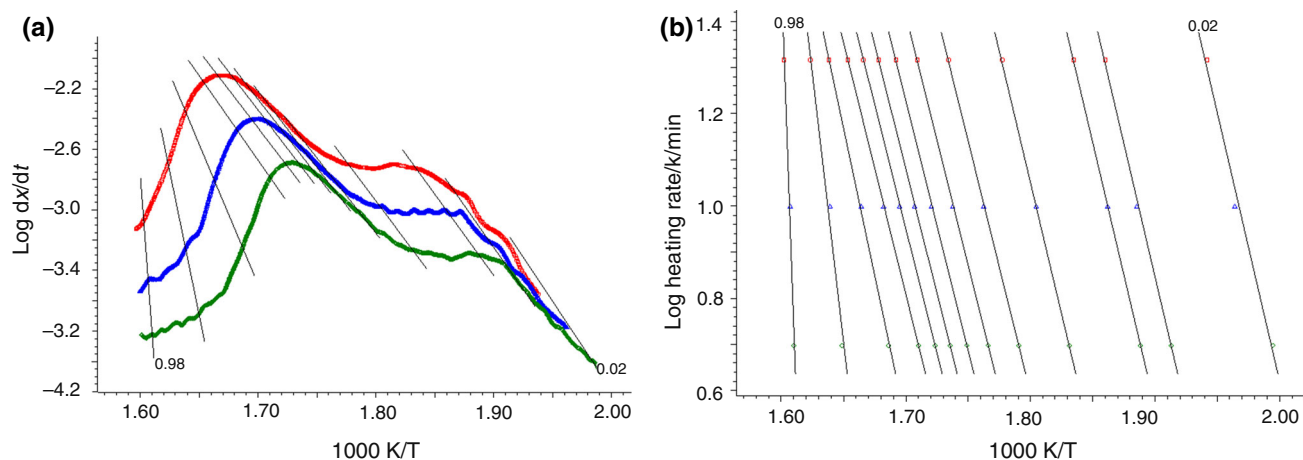 (a)
Log dx/dt
−2.2
−2.6
−3.0
−3.4
−3.2
−4.2
0.98
0.02
1.60 1.70 1.80 1.90 2.00
1000 K/T
(b)
Log heating rate/k/min
1.4
1.2
1.0
0.8
0.6
0.98
0.02
1.60 1.70 1.80 1.90 2.00
1000 K/T